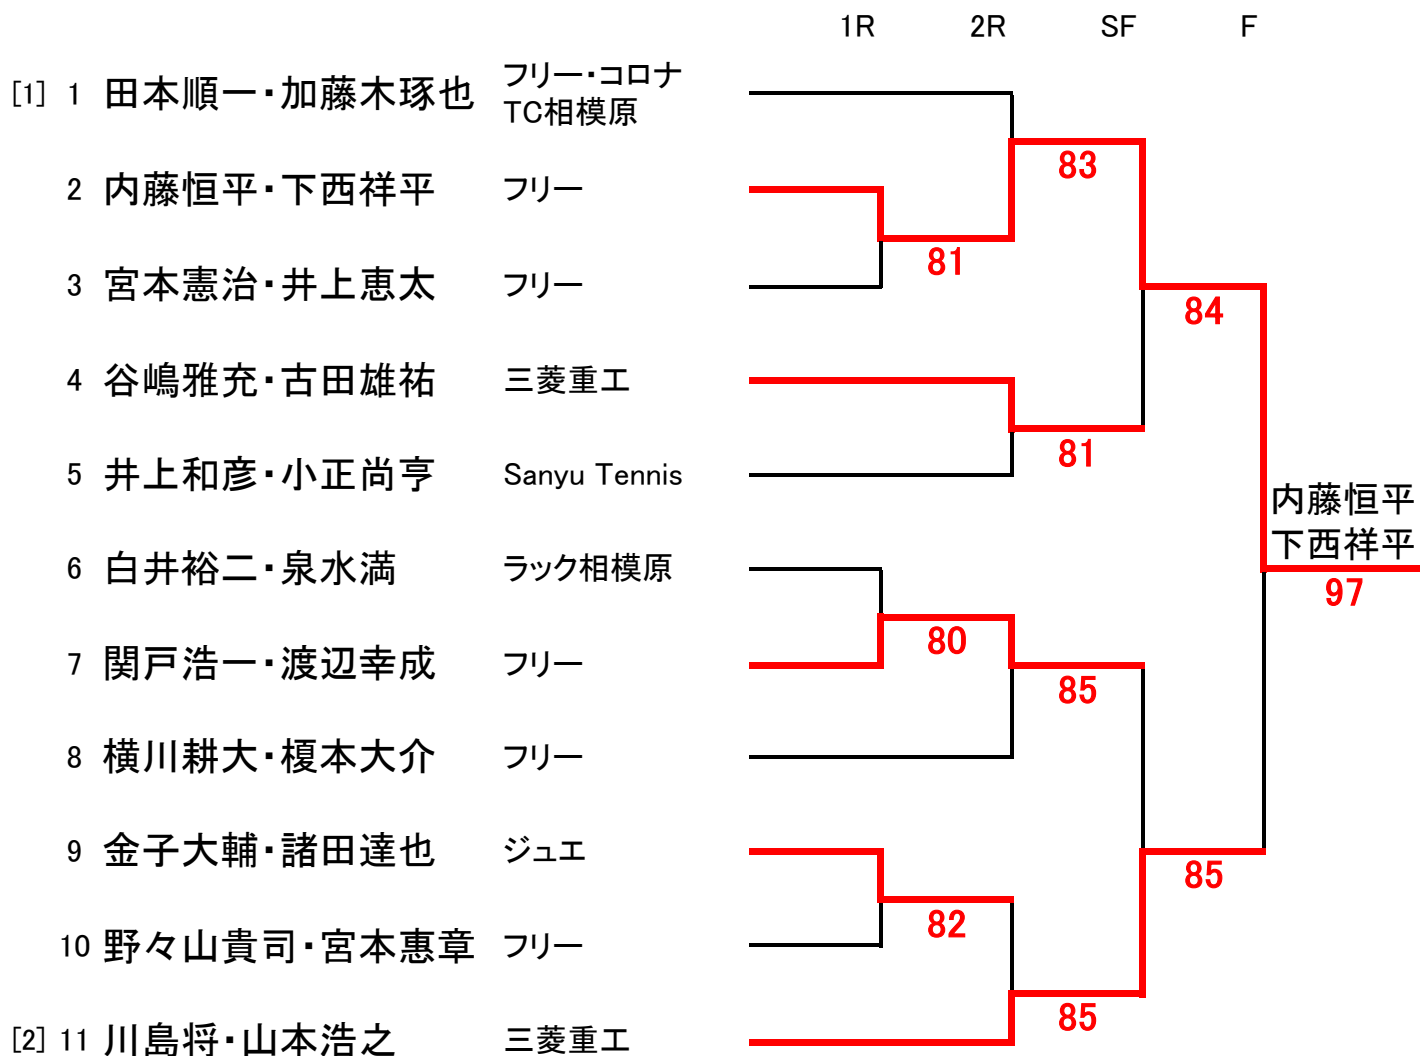 1R 2R SF F
[1] 1 田本順一・加藤木琢也 フリー・コロナ
TC相模原
83
2 内藤恒平・下西祥平 フリー
81
3 宮本憲治・井上恵太 フリー
84
4 谷嶋雅充・古田雄祐 三菱重工
81
5 井上和彦・小正尚亨 Sanyu Tennis
内藤恒平
下西祥平
6 白井裕二・泉水満 ラック相模原
97
80
7 関戸浩一・渡辺幸成 フリー
85
8 横川耕大・榎本大介 フリー
9 金子大輔・諸田達也 ジュエ
85
82
10 野々山貴司・宮本惠章 フリー
85
[2] 11 川島将・山本浩之 三菱重工